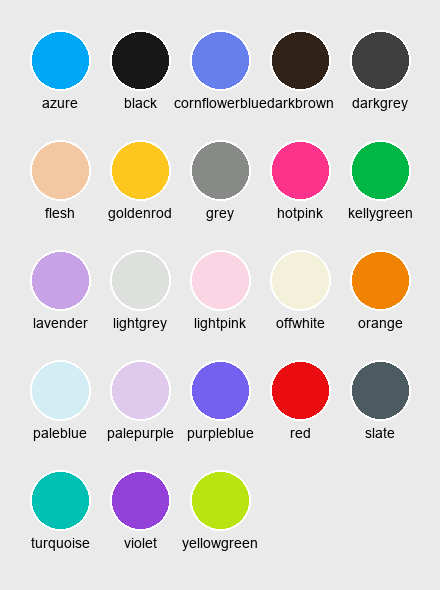 azure black cornflowerblue darkbrown darkgrey
flesh goldenrod grey hotpink kellygreen
lavender lightgrey lightpink offwhite orange
paleblue palepurple purpleblue red slate
turquoise violet yellowgreen